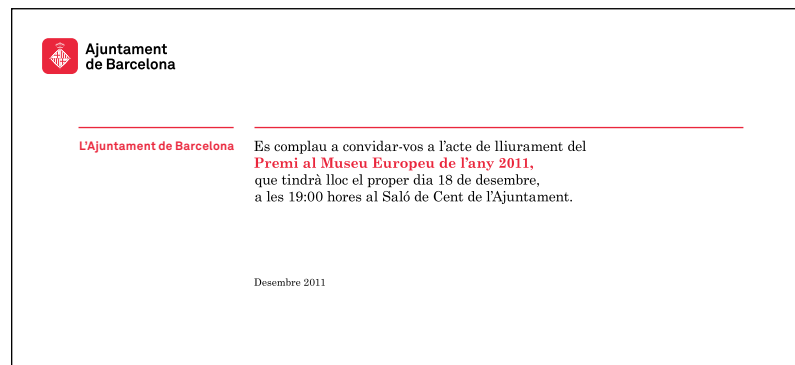 Ajuntament
de Barcelona
L'Ajuntament de Barcelona
Es complau a convidar-vos a l'acte de lliurament del
Premi al Museu Europeu de l'any 2011,
que tindrà lloc el proper dia 18 de desembre,
a les 19:00 hores al Saló de Cent de l'Ajuntament.
Desembre 2011